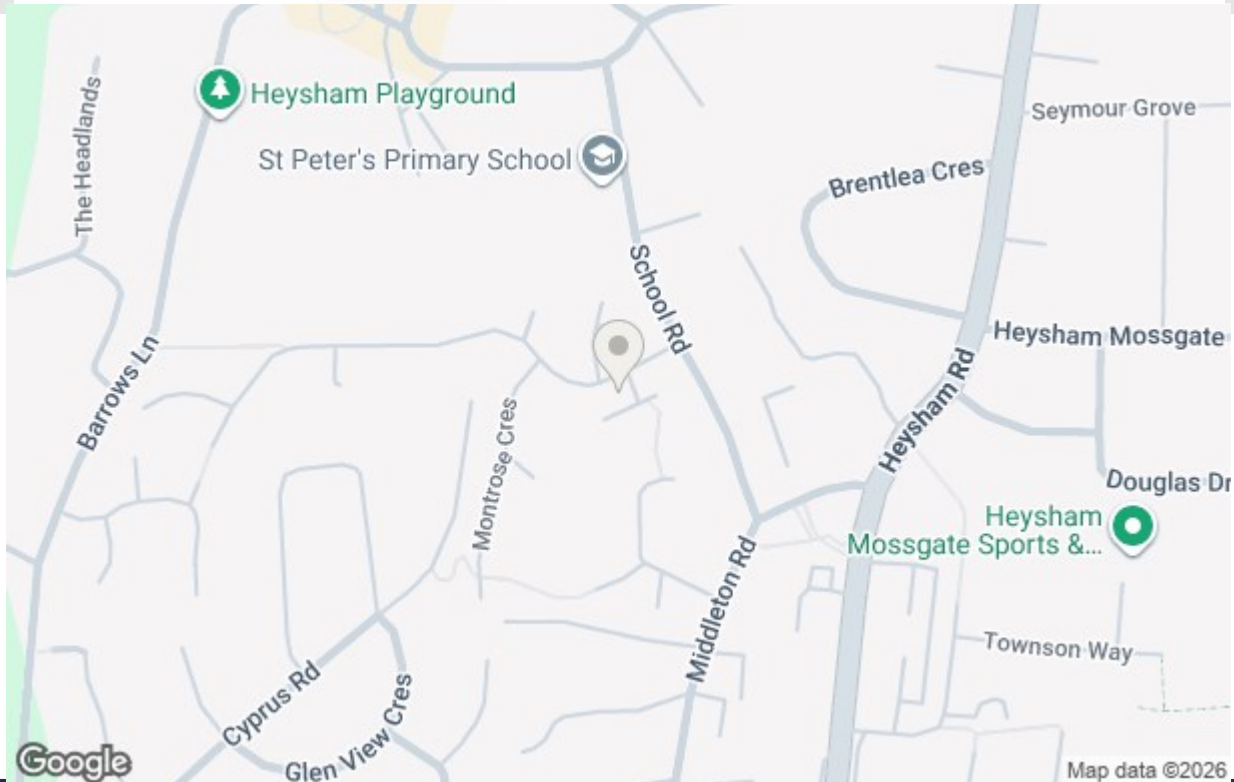 The Headlands
Heysham Playground
St Peter's Primary School
Seymour Grove
Brentlea Cres
School Rd
Heysham Mossgate
Barrows Ln
Heysham Rd
Montrose Cres
Douglas Dr
Heysham
Mossgate Sports &...
Middleton Rd
Townson Way
Cyprus Rd
Glen View Cres
Google
Map data ©2026